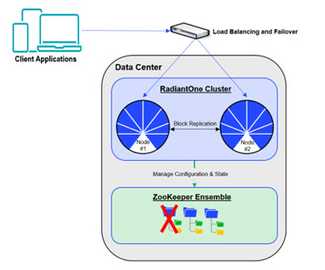 Load Balancing and Failover
Client Applications
Data Center
RadiantOne Cluster
Block Replication
Node
#1
Node
#2
Manage Configuration & State
ZooKeeper Ensemble